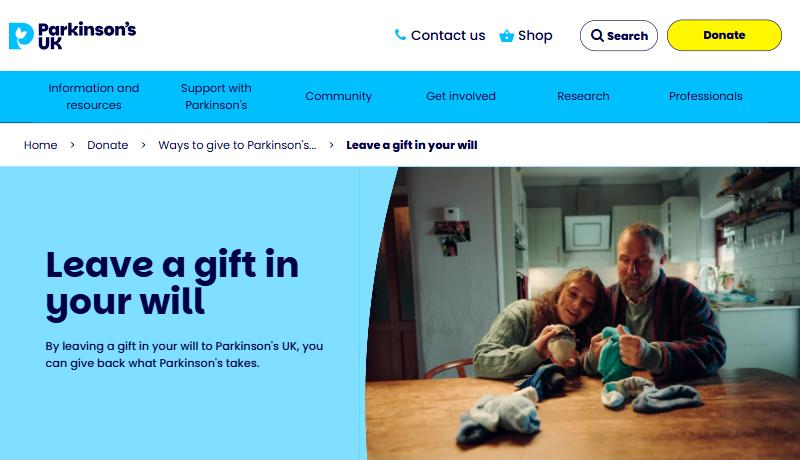 Parkinson's
UK
Contact us
Shop
Search
Donate
Information and
resources
Support with
Parkinson's
Community
Get involved
Research
Professionals
Home > Donate > Ways to give to Parkinson's... > Leave a gift in your will
Leave a gift in
your will
By leaving a gift in your will to Parkinson's UK, you
can give back what Parkinson's takes.